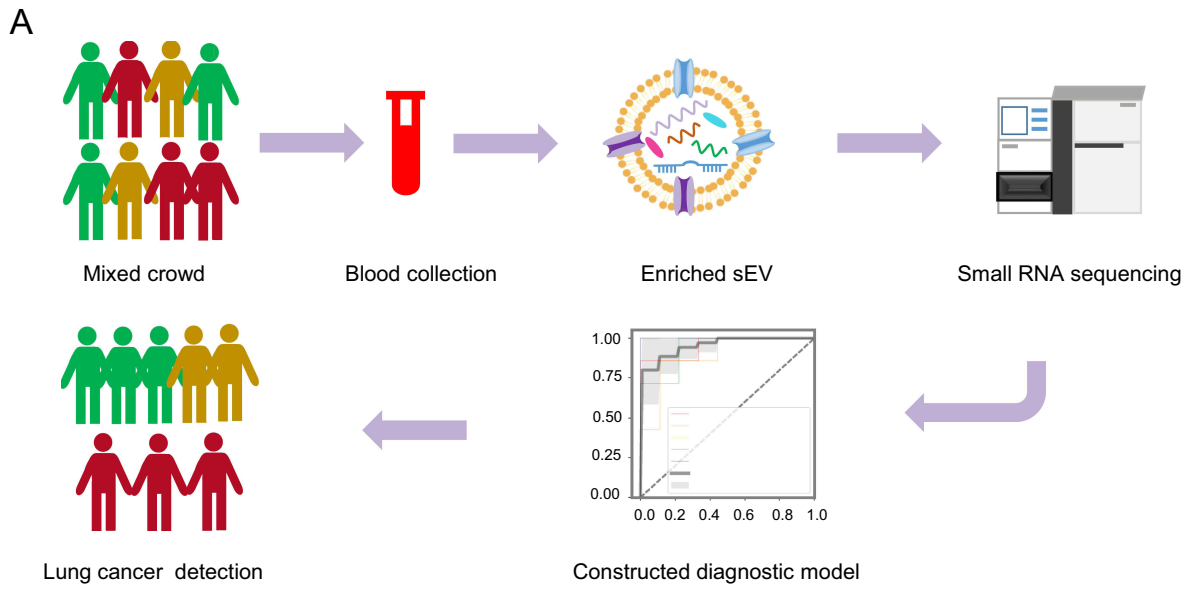 A
Mixed crowd
Blood collection
Enriched sEV
Small RNA sequencing
1.00
0.75
0.50
0.25
0.00
0.0 0.2 0.4 0.6 0.8 1.0
Lung cancer detection
Constructed diagnostic model